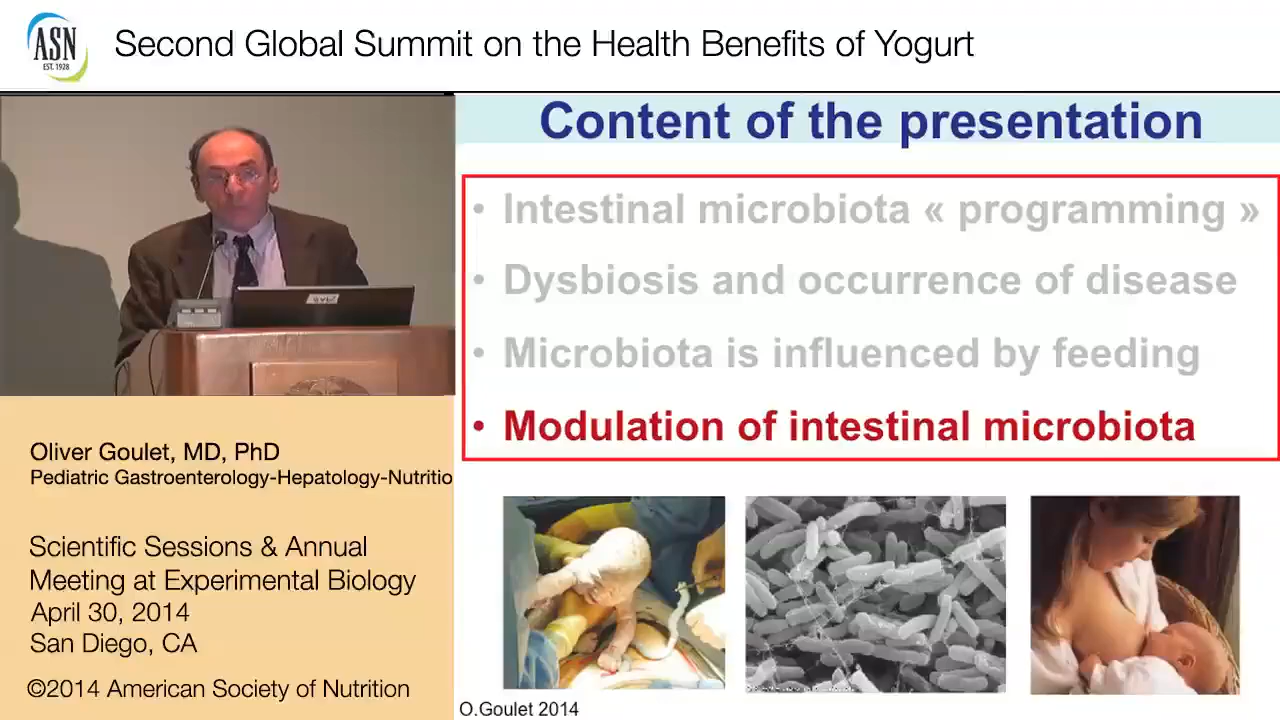 ASN
EST. 1928
Second Global Summit on the Health Benefits of Yogurt
Content of the presentation
• Intestinal microbiota « programming »
• Dysbiosis and occurrence of disease
• Microbiota is influenced by feeding
• Modulation of intestinal microbiota
Oliver Goulet, MD, PhD
Pediatric Gastroenterology-Hepatology-Nutritio
Scientific Sessions & Annual
Meeting at Experimental Biology
April 30, 2014
San Diego, CA
©2014 American Society of Nutrition
O.Goulet 2014